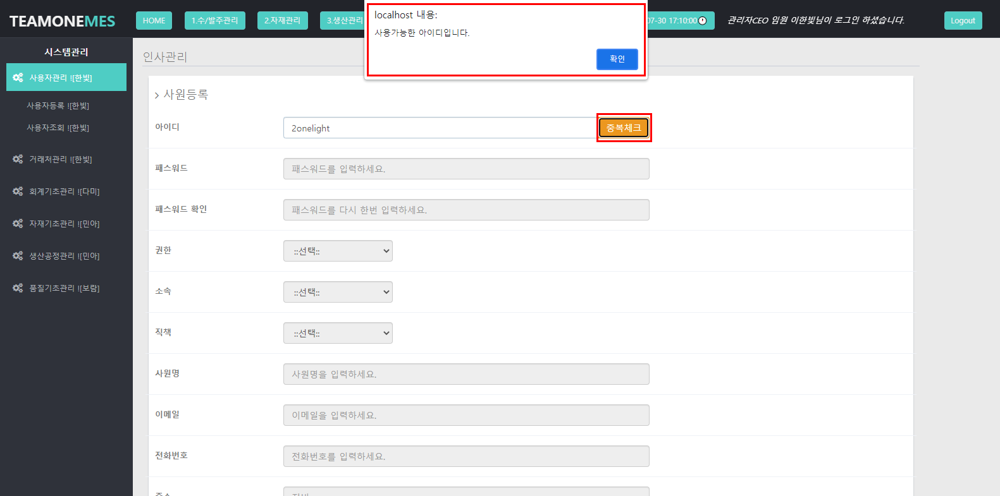 TEAMONEMES
HOME
1.수/발주관리
2.자재관리
3.생산관리
07-30 17:10:00
관리자CEO 임원 이한빛님이 로그인 하셨습니다.
Logout
localhost 내용:
사용가능한 아이디입니다.
확인
시스템관리
사용자관리 ![한빛]
사용자등록 ![한빛]
사용자조회 ![한빛]
거래처관리 ![한빛]
회계기초관리 ![다미]
자재기초관리 ![민아]
생산공정관리 ![민아]
품질기초관리 ![보람]
인사관리
> 사원등록
아이디
2onelight
중복체크
패스워드
패스워드를 입력하세요.
패스워드 확인
패스워드를 다시 한번 입력하세요.
권한
::선택::
소속
::선택::
직책
::선택::
사원명
사원명을 입력하세요.
이메일
이메일을 입력하세요.
전화번호
전화번호를 입력하세요.